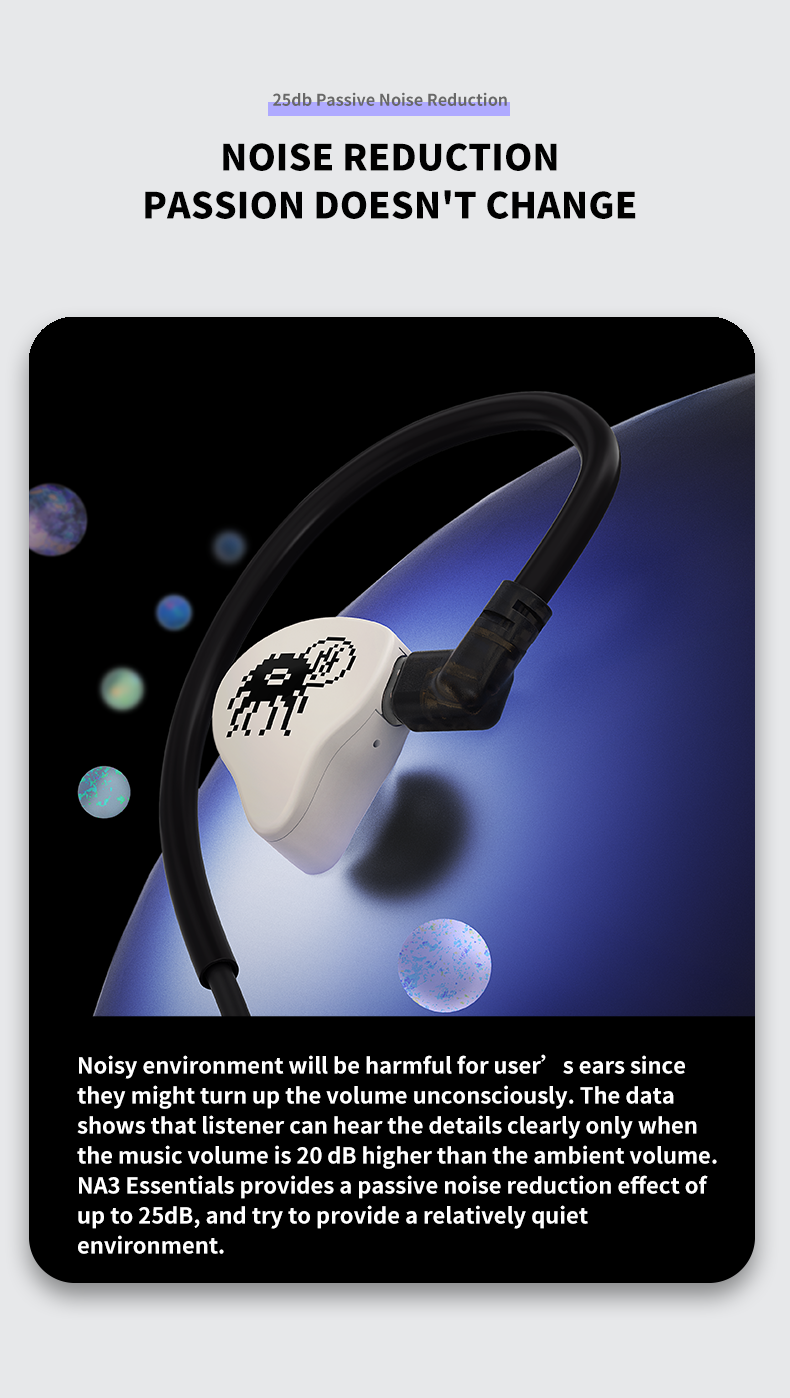 25db Passive Noise Reduction
NOISE REDUCTION
PASSION DOESN'T CHANGE
Noisy environment will be harmful for user’s ears since
they might turn up the volume unconsciously. The data
shows that listener can hear the details clearly only when
the music volume is 20 dB higher than the ambient volume.
NA3 Essentials provides a passive noise reduction effect of
up to 25dB, and try to provide a relatively quiet
environment.